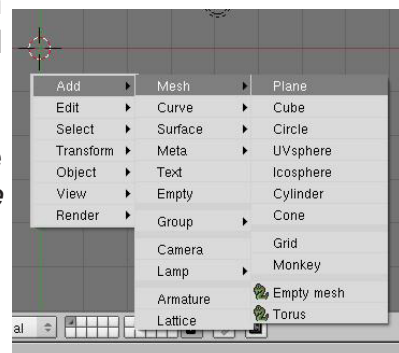 Add
Edit
Select
Transform
Object
View
Render
Mesh
Curve
Surface
Meta
Text
Empty
Group
Camera
Lamp
Armature
Lattice
Plane
Cube
Circle
UVsphere
Icosphere
Cylinder
Cone
Grid
Monkey
Empty mesh
Torus
al